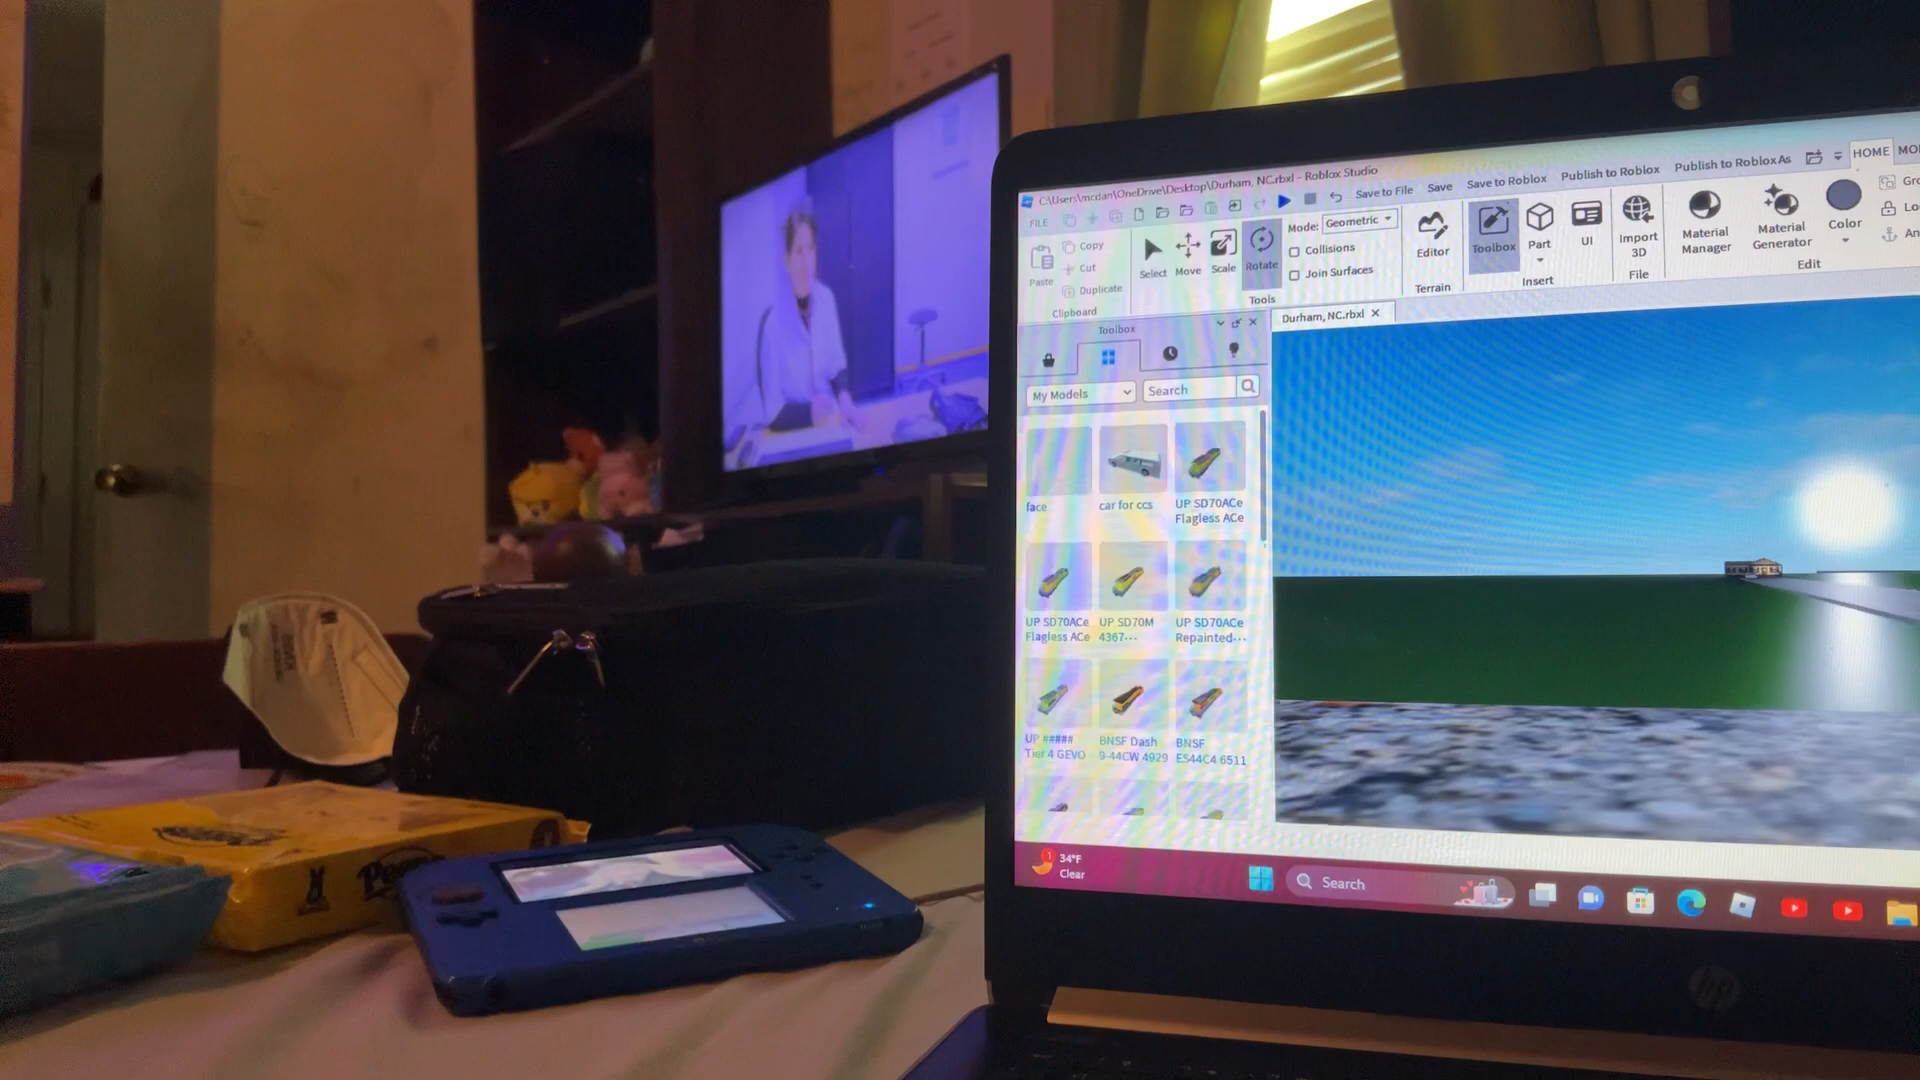 C:\Users\mcdan\OneDrive\Desktop\Durham, NC.rbxl - Roblox Studio
FILE
Save to File
Save
Save to Roblox
Publish to Roblox
Publish to Roblox As
HOME
Paste
Copy
Cut
Duplicate
Clipboard
Select
Move
Scale
Rotate
Mode: Geometric
Collisions
Join Surfaces
Tools
Editor
Terrain
Toolbox
Part
UI
Insert
Import
3D
File
Material
Manager
Material
Generator
Color
Edit
Toolbox
Durham, NC.rbxl
My Models
Search
face
car for ccs
UP SD70ACe
Flagless ACe
UP SD70ACe
Flagless ACe
UP SD70M
4367...
UP SD70ACe
Repainted...
UP #####
Tier 4 GEVO
BNSF Dash
9-44CW 4929
BNSF
ES44C4 6511
1
34°F
Clear
Search
hp